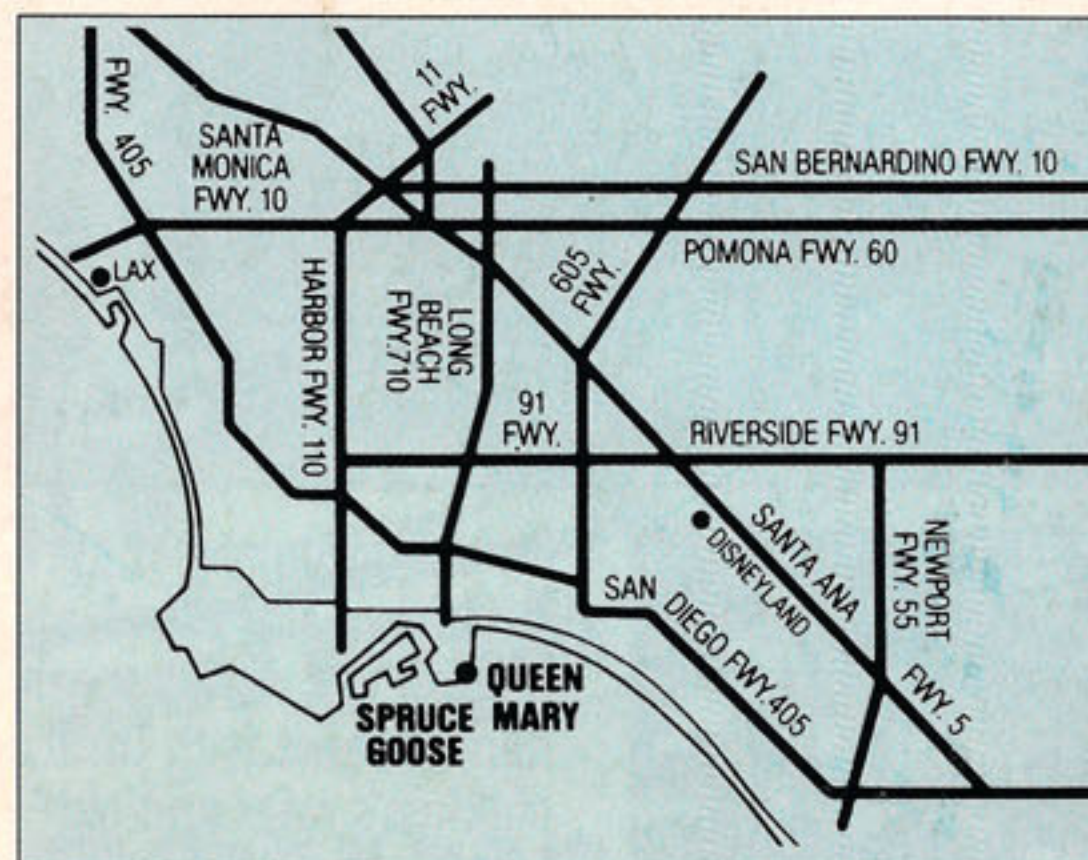 FWY. 405
SANTA
MONICA
FWY. 10
11
FWY.
SAN BERNARDINO FWY. 10
POMONA FWY. 60
LAX
HARBOR FWY. 110
LONG
BEACH
FWY.710
605
FWY.
91
FWY.
RIVERSIDE FWY. 91
SANTA ANA FWY. 5
DISNEYLAND
NEWPORT
FWY. 55
SAN DIEGO FWY.405
QUEEN
MARY
SPRUCE
GOOSE